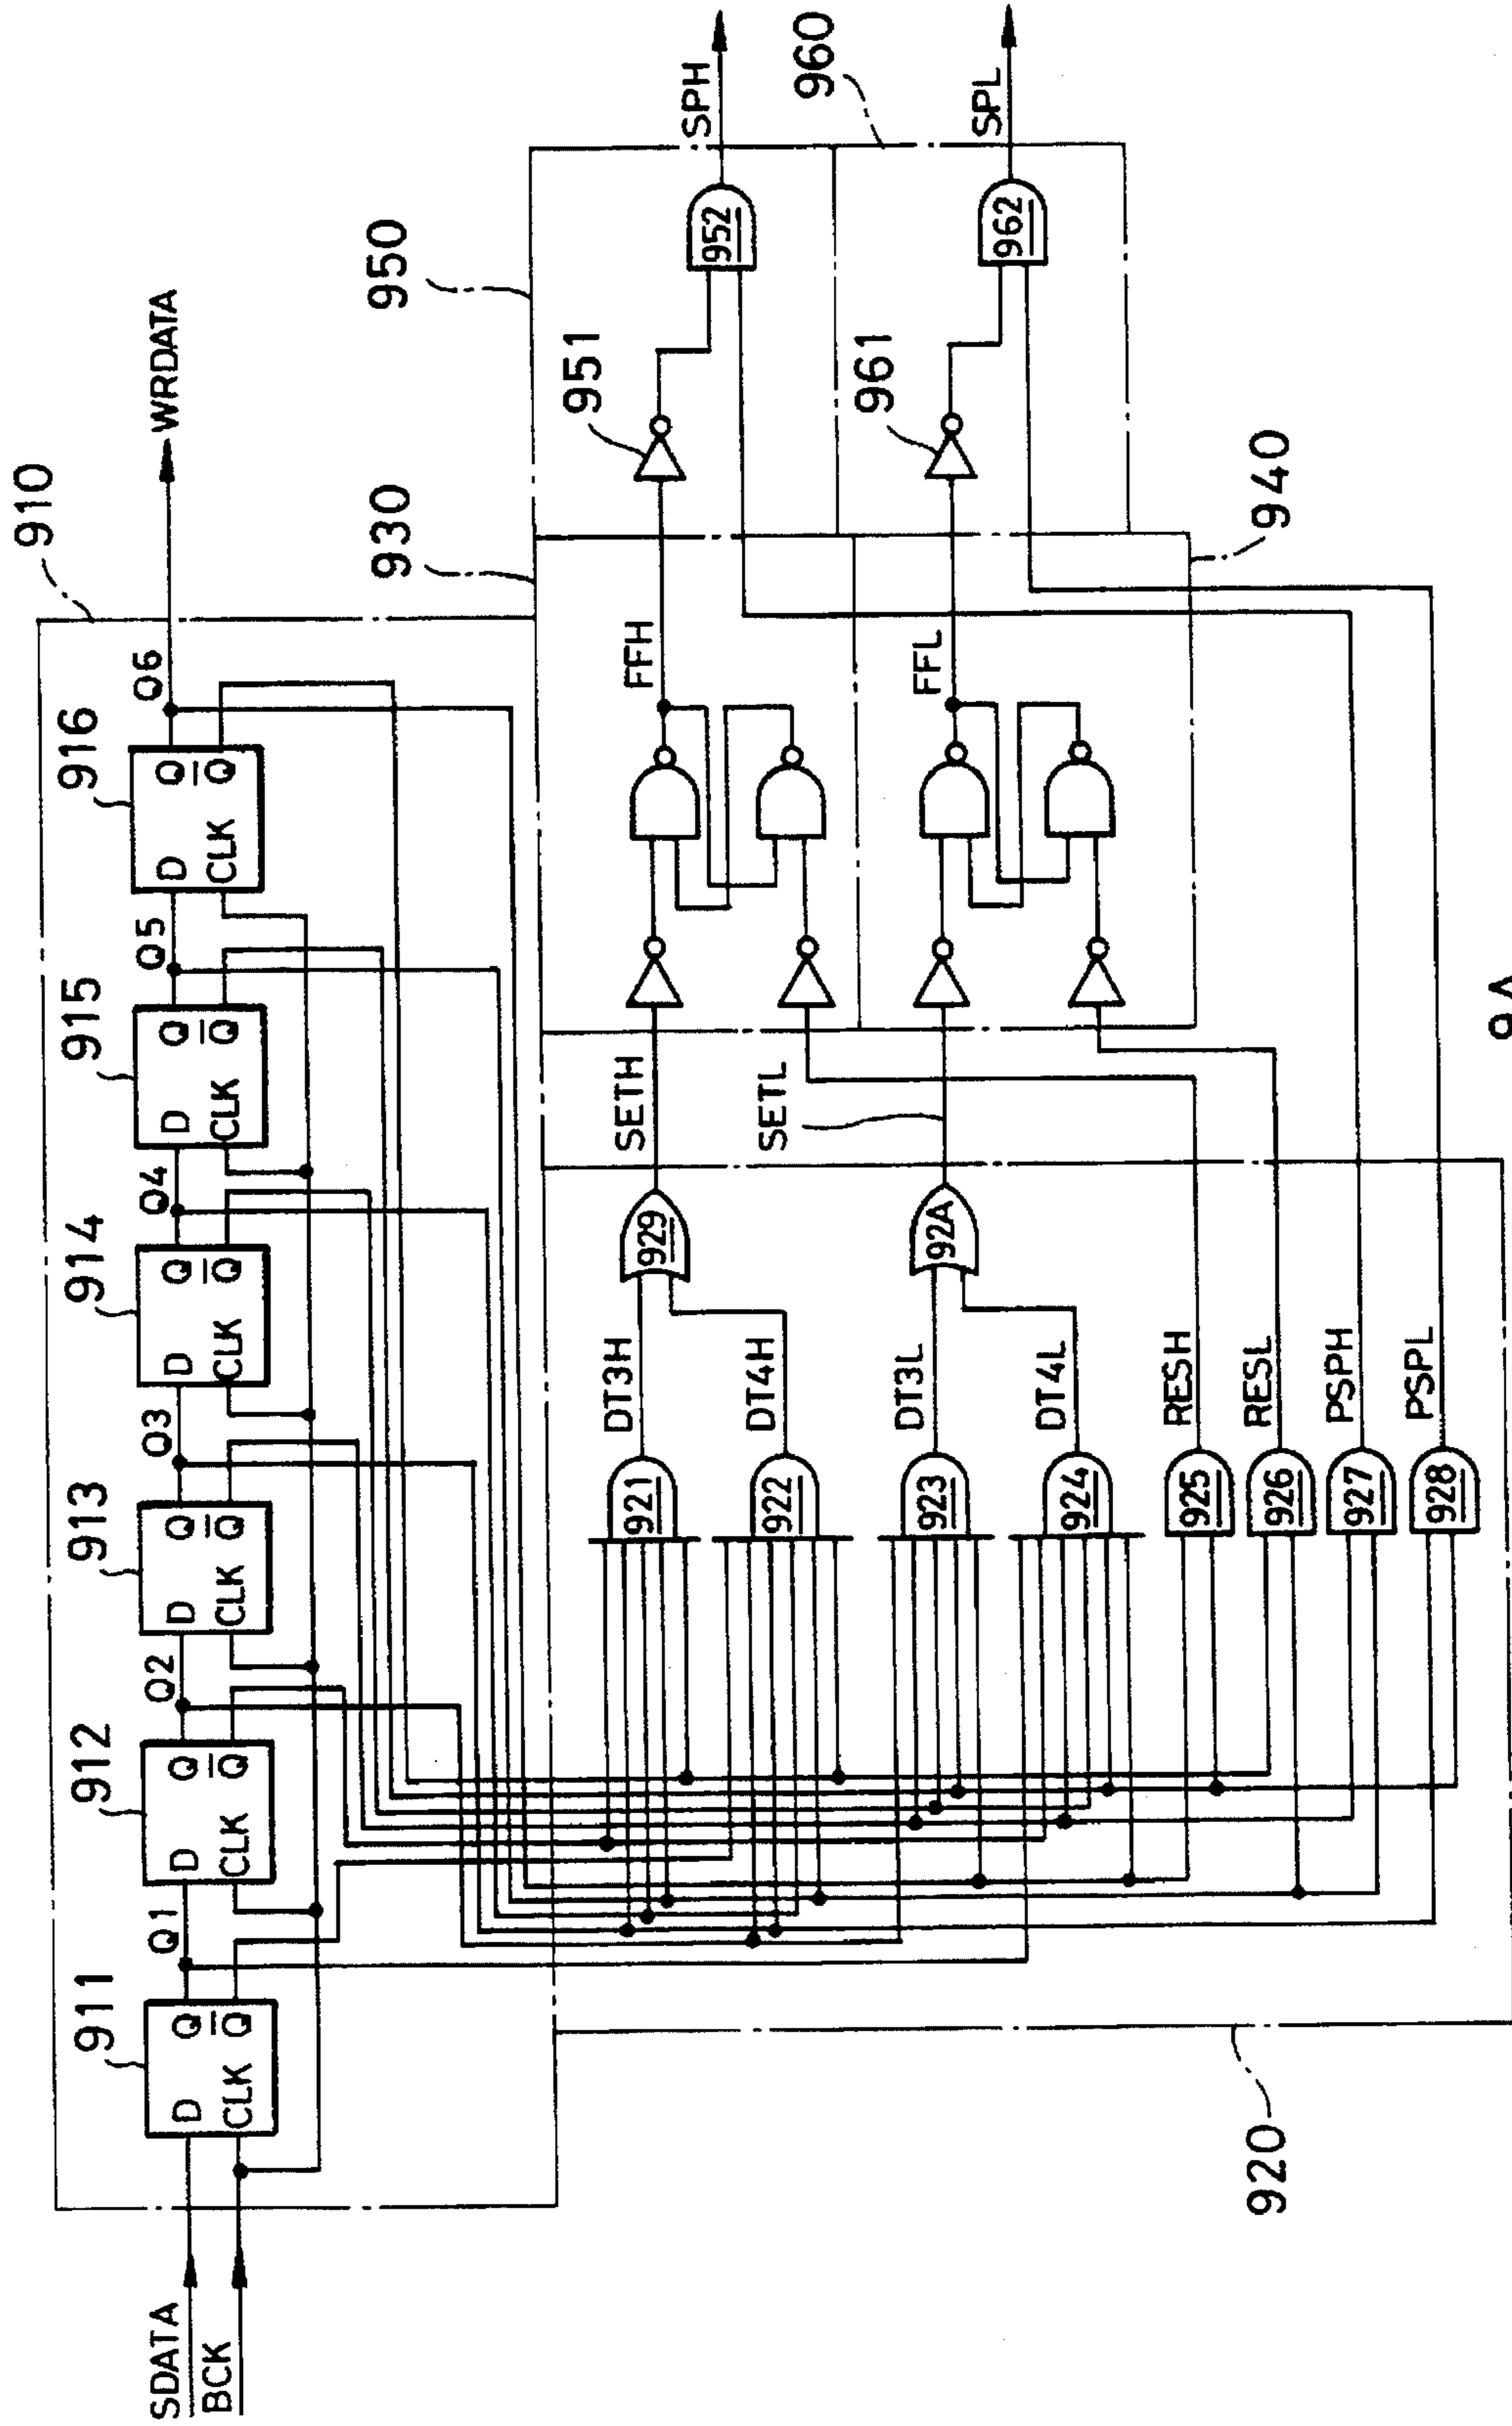 910
911
912
913
914
915
916
SDATA
BCK
D
CLK
Q
Q
Q1
D
CLK
Q
Q
Q2
D
CLK
Q
Q
Q3
D
CLK
Q
Q
Q4
D
CLK
Q
Q
Q5
D
CLK
Q
Q
Q6
WRDATA
920
921
DT3H
922
DT4H
923
DT3L
924
DT4L
925
RESH
926
RESL
927
PSPH
928
PSPL
929
SETH
92A
SETL
930
FFH
940
FFL
950
951
952
SPH
960
961
962
SPL
9A